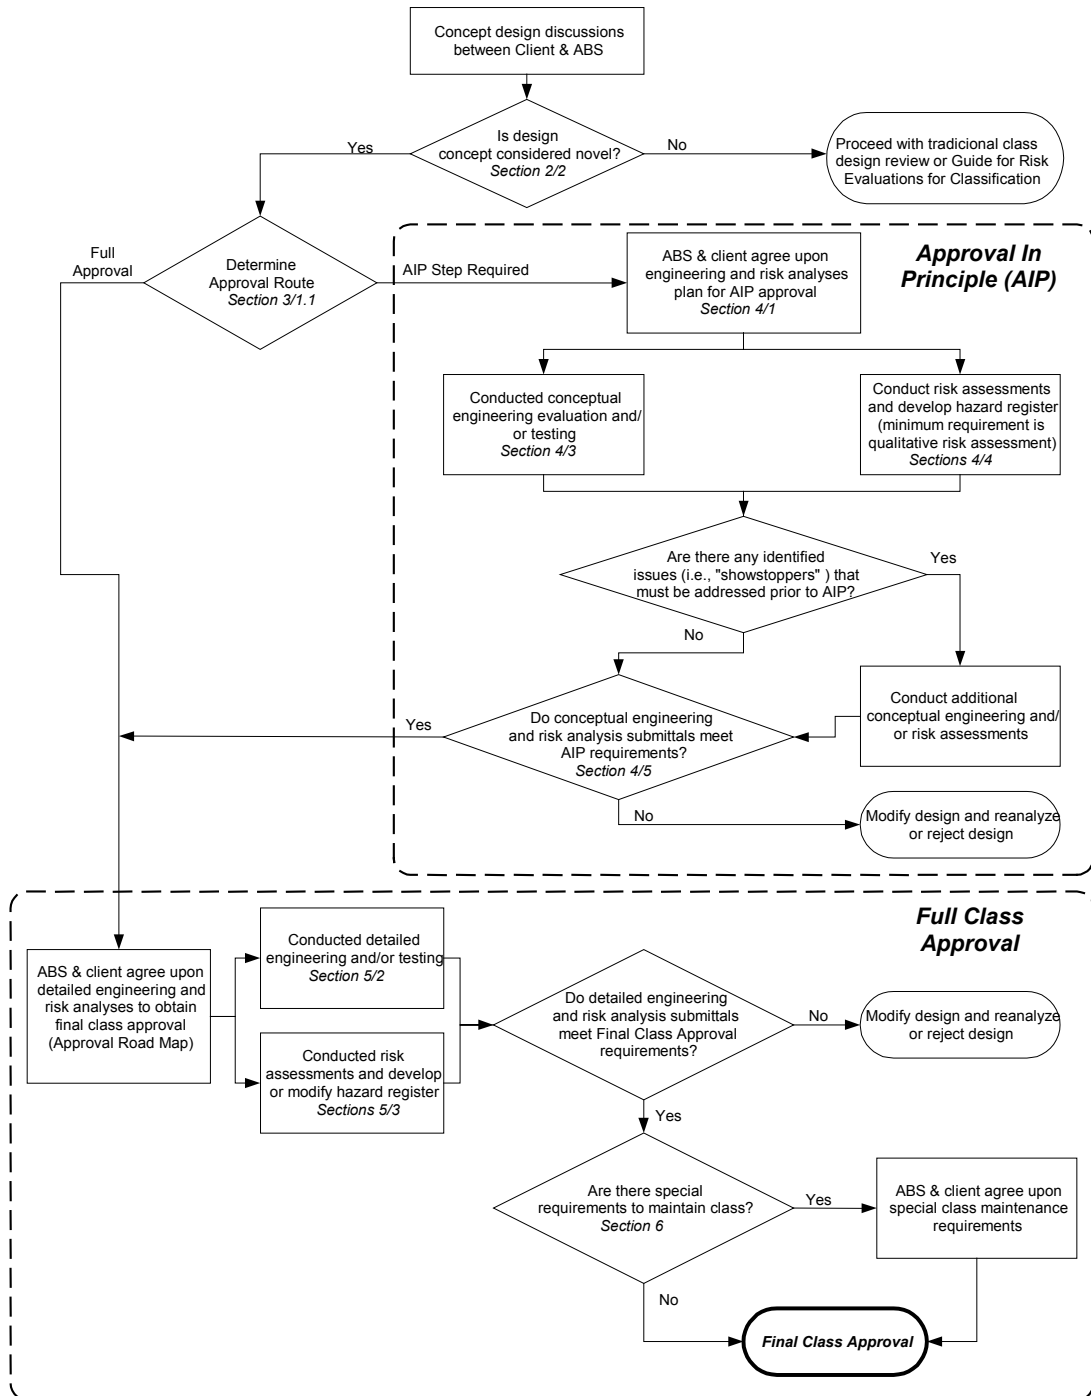 Concept design discussions
between Client & ABS
Is design
concept considered novel?
Section 2/2
Yes
No
Proceed with tradicional class
design review or Guide for Risk
Evaluations for Classification
Full
Approval
Determine
Approval Route
Section 3/1.1
AIP Step Required
ABS & client agree upon
engineering and risk analyses
plan for AIP approval
Section 4/1
Approval In
Principle (AIP)
Conducted conceptual
engineering evaluation and/
or testing
Section 4/3
Conduct risk assessments
and develop hazard register
(minimum requirement is
qualitative risk assessment)
Sections 4/4
Are there any identified
issues (i.e., "showstoppers" ) that
must be addressed prior to AIP?
Yes
No
Conduct additional
conceptual engineering and/
or risk assessments
Do conceptual engineering
and risk analysis submittals meet
AIP requirements?
Section 4/5
Yes
No
Modify design and reanalyze
or reject design
Full Class
Approval
ABS & client agree upon
detailed engineering and
risk analyses to obtain
final class approval
(Approval Road Map)
Conducted detailed
engineering and/or testing
Section 5/2
Conducted risk
assessments and develop
or modify hazard register
Sections 5/3
Do detailed engineering
and risk analysis submittals
meet Final Class Approval
requirements?
No
Modify design and reanalyze
or reject design
Yes
Are there special
requirements to maintain class?
Section 6
Yes
ABS & client agree upon
special class maintenance
requirements
No
Final Class Approval